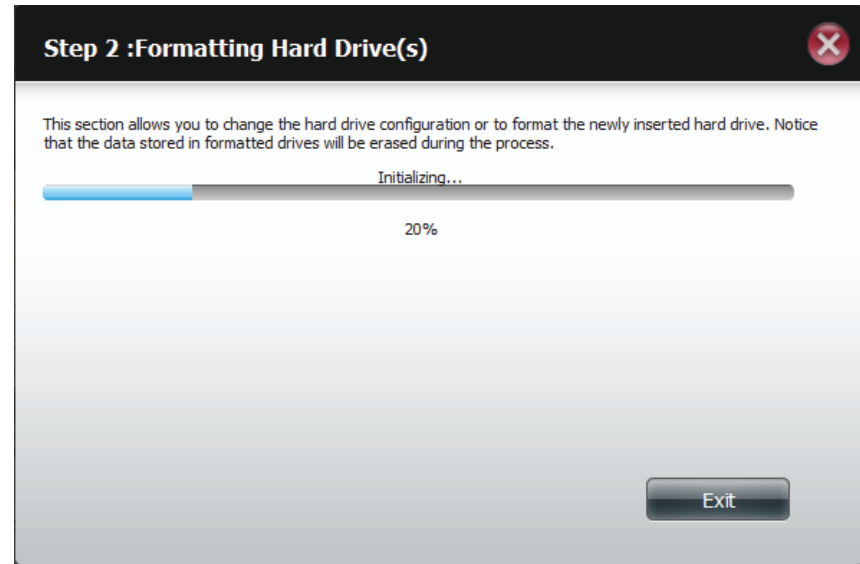 Step 2 :Formatting Hard Drive(s)
This section allows you to change the hard drive configuration or to format the newly inserted hard drive. Notice
that the data stored in formatted drives will be erased during the process.
Initializing...
20%
Exit